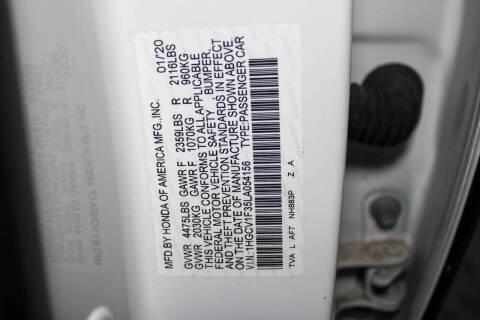 MFD. BY HONDA OF AMERICA MFG., INC. 01/'20
GVWR 4475LBS GAWR F 2359LBS R 2116LBS
GVWR 2030KG GAWR F 1070KG R 960KG
THIS VEHICLE CONFORMS TO ALL APPLICABLE
FEDERAL MOTOR VEHICLE SAFETY, BUMPER,
AND THEFT PREVENTION STANDARDS IN EFFECT
ON THE DATE OF MANUFACTURE SHOWN ABOVE.
V.I.N. 1HGCV1F35LA054156 TYPE:PASSENGER CAR
TVA L AF7 NH883P Z A